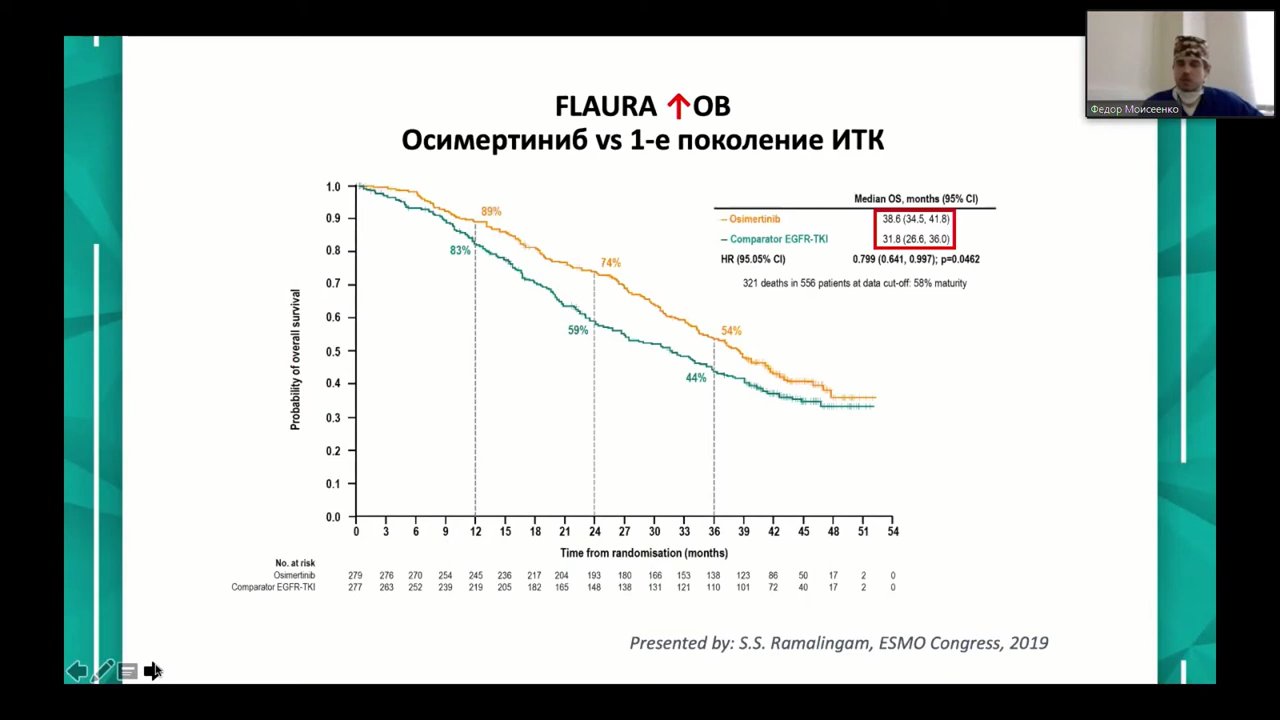 FLAURA ↑ОВ
Осимертиниб vs 1-е поколение ИТК
Федор Моисеенко
Median OS, months (95% CI)
– Osimertinib 38.6 (34.5, 41.8)
– Comparator EGFR-TKI 31.8 (26.6, 36.0)
HR (95.05% CI) 0.799 (0.641, 0.997); p=0.0462
321 deaths in 556 patients at data cut-off: 58% maturity
Probability of overall survival
1.0
0.9
0.8
0.7
0.6
0.5
0.4
0.3
0.2
0.1
0.0
89%
83%
74%
59%
54%
44%
0 3 6 9 12 15 18 21 24 27 30 33 36 39 42 45 48 51 54
Time from randomisation (months)
No. at risk
Osimertinib 279 276 270 254 245 236 217 204 193 180 166 153 138 123 86 50 17 2 0
Comparator EGFR-TKI 277 263 252 239 219 205 182 165 148 138 131 121 110 101 72 40 17 2 0
Presented by: S.S. Ramalingam, ESMO Congress, 2019